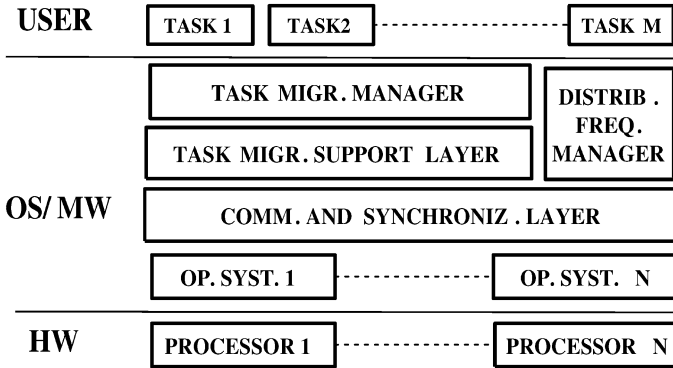 USER TASK 1 TASK2 TASK M
TASK MIGR. MANAGER
DISTRIB.
FREQ.
MANAGER
TASK MIGR. SUPPORT LAYER
OS/MW
COMM. AND SYNCHRONIZ. LAYER
OP. SYST. 1 OP. SYST. N
HW PROCESSOR 1 PROCESSOR N